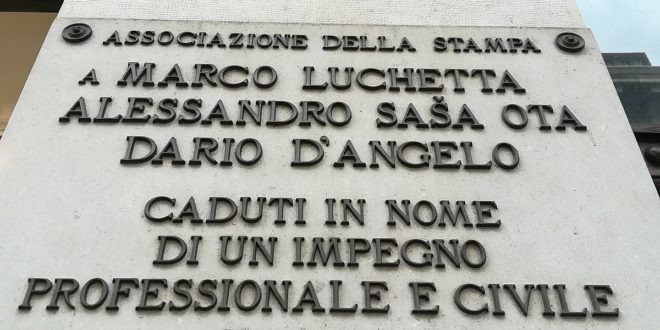 ASSOCIAZIONE DELLA STAMPA
A MARCO LUCHETTA
ALESSANDRO SAŠA OTA
DARIO D'ANGELO
CADUTI IN NOME
DI UN IMPEGNO
PROFESSIONALE E CIVILE